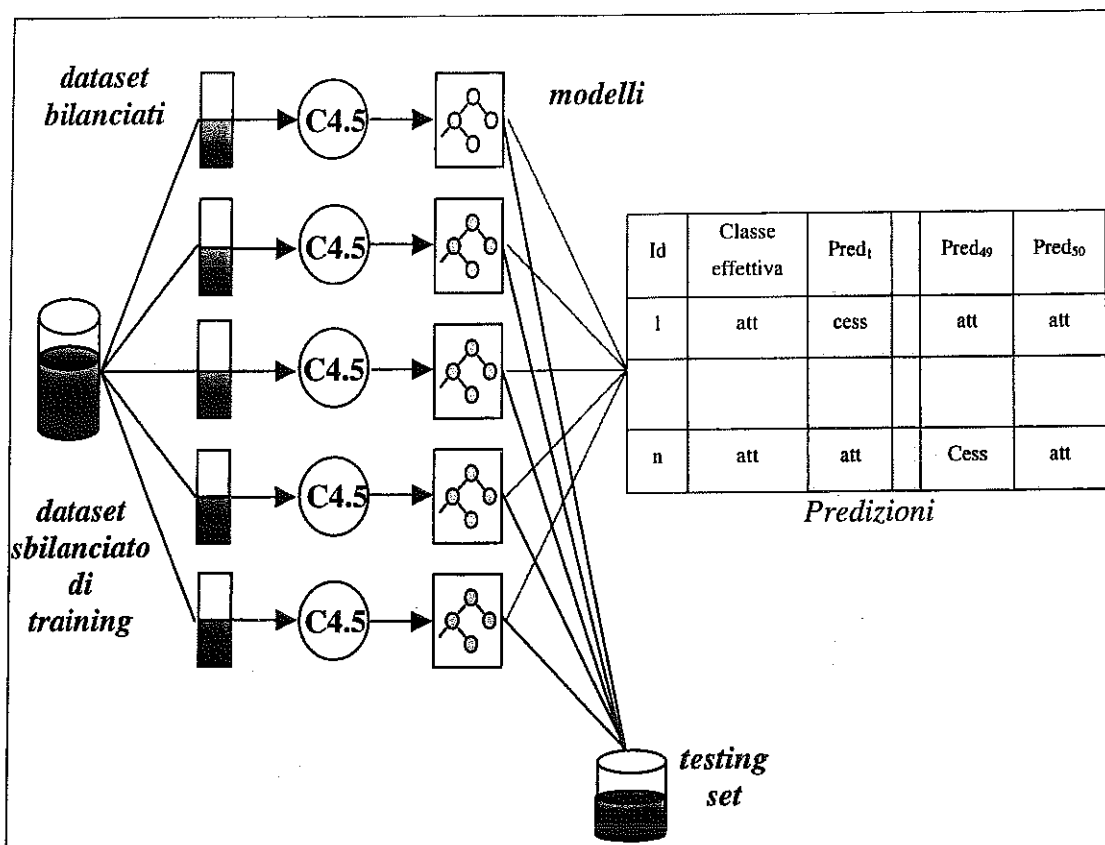 dataset
bilanciati
C4.5
C4.5
C4.5
C4.5
C4.5
modelli
dataset
sbilanciato
di
training
Id Classe effettiva Pred₁ Pred₄₉ Pred₅₀
1 att cess att att
n att att Cess att
Predizioni
testing
set